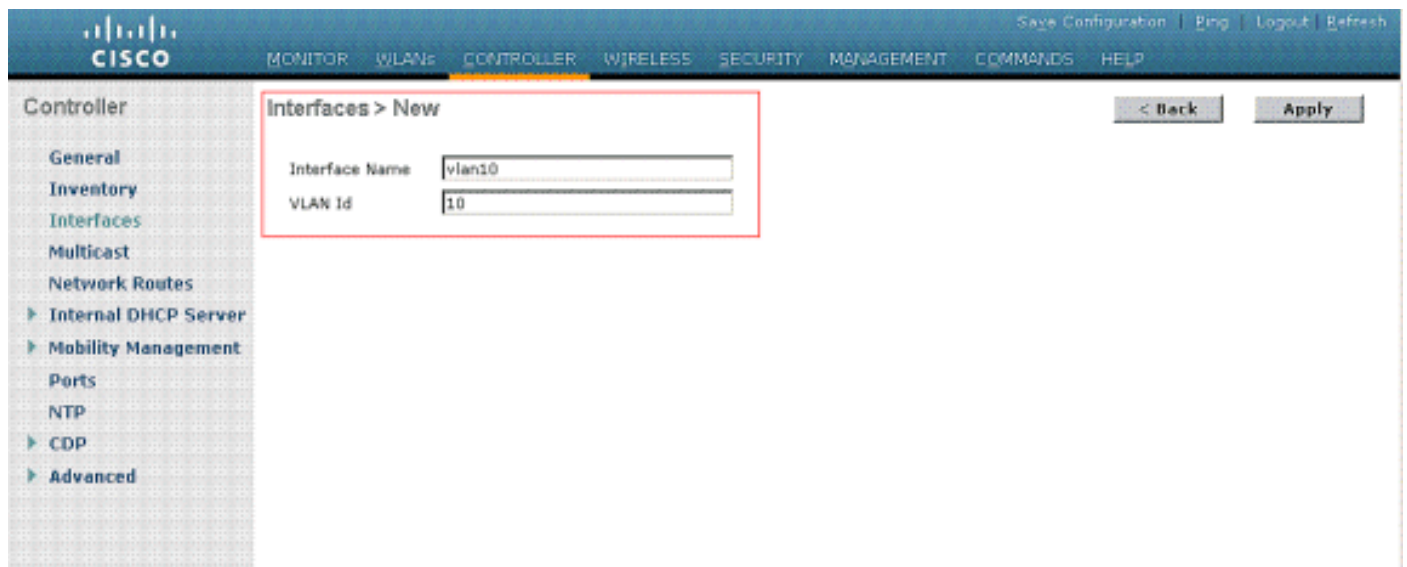 Save Configuration | Ping | Logout | Refresh
CISCO
MONITOR WLANs CONTROLLER WIRELESS SECURITY MANAGEMENT COMMANDS HELP
Controller
General
Inventory
Interfaces
Multicast
Network Routes
Internal DHCP Server
Mobility Management
Ports
NTP
CDP
Advanced
Interfaces > New
< Back Apply
Interface Name vlan10
VLAN Id 10